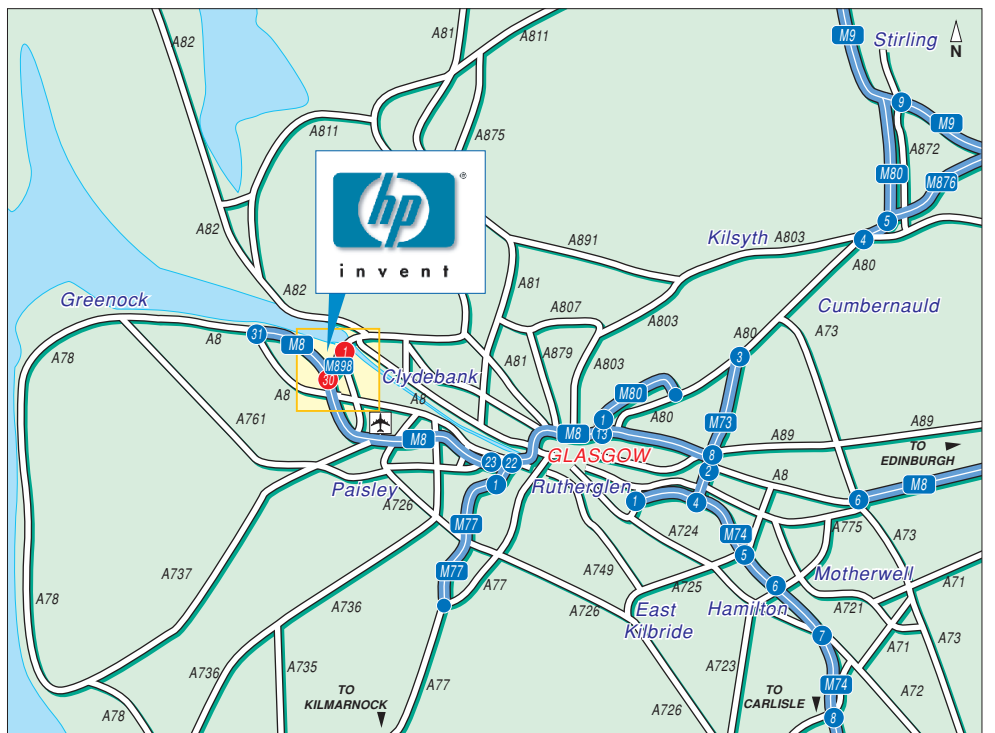 A82
A81
A811
M9
Stirling
N
9
M9
A811
A875
A872
M80
M876
hp
®
invent
A82
5
4
Kilsyth
A803
A891
A80
A82
A81
Greenock
A807
A803
Cumbernauld
A73
31
A8
M8
1
M898
30
A78
A81
A879
A803
A80
3
Clydebank
A8
A8
M80
A761
1
A80
M73
M8
M8
13
A89
A89
TO
EDINBURGH
GLASGOW
8
23
22
2
A8
M8
Paisley
1
Rutherglen
1
4
6
A726
M77
A724
M74
A775
A73
5
A737
M77
A749
A725
6
Motherwell
A71
A78
A736
A77
A726
East
Kilbride
Hamilton
A721
7
A73
A71
A736
A735
TO
KILMARNOCK
A77
A723
TO
CARLISLE
M74
A72
A78
A726
8